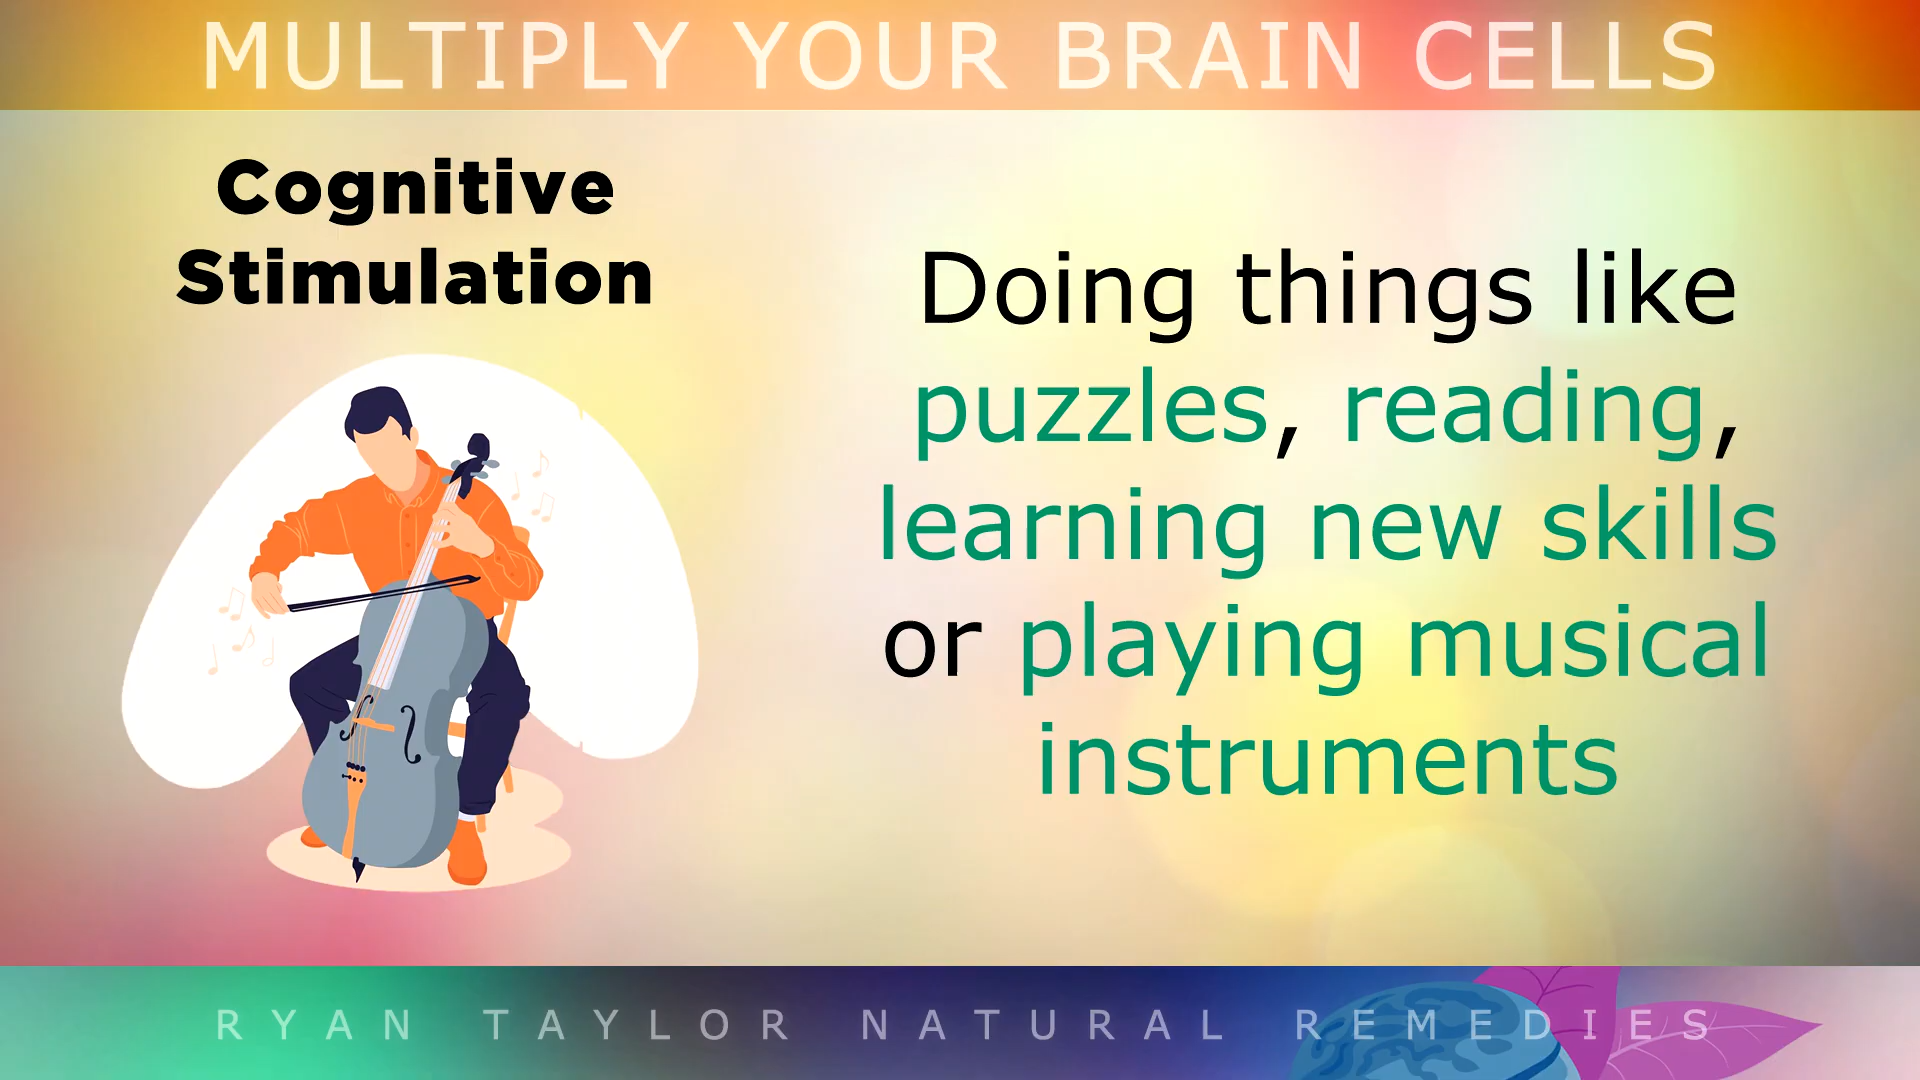 MULTIPLY YOUR BRAIN CELLS
Cognitive
Stimulation
Doing things like
puzzles, reading,
learning new skills
or playing musical
instruments
RYAN TAYLOR NATURAL REMEDIES